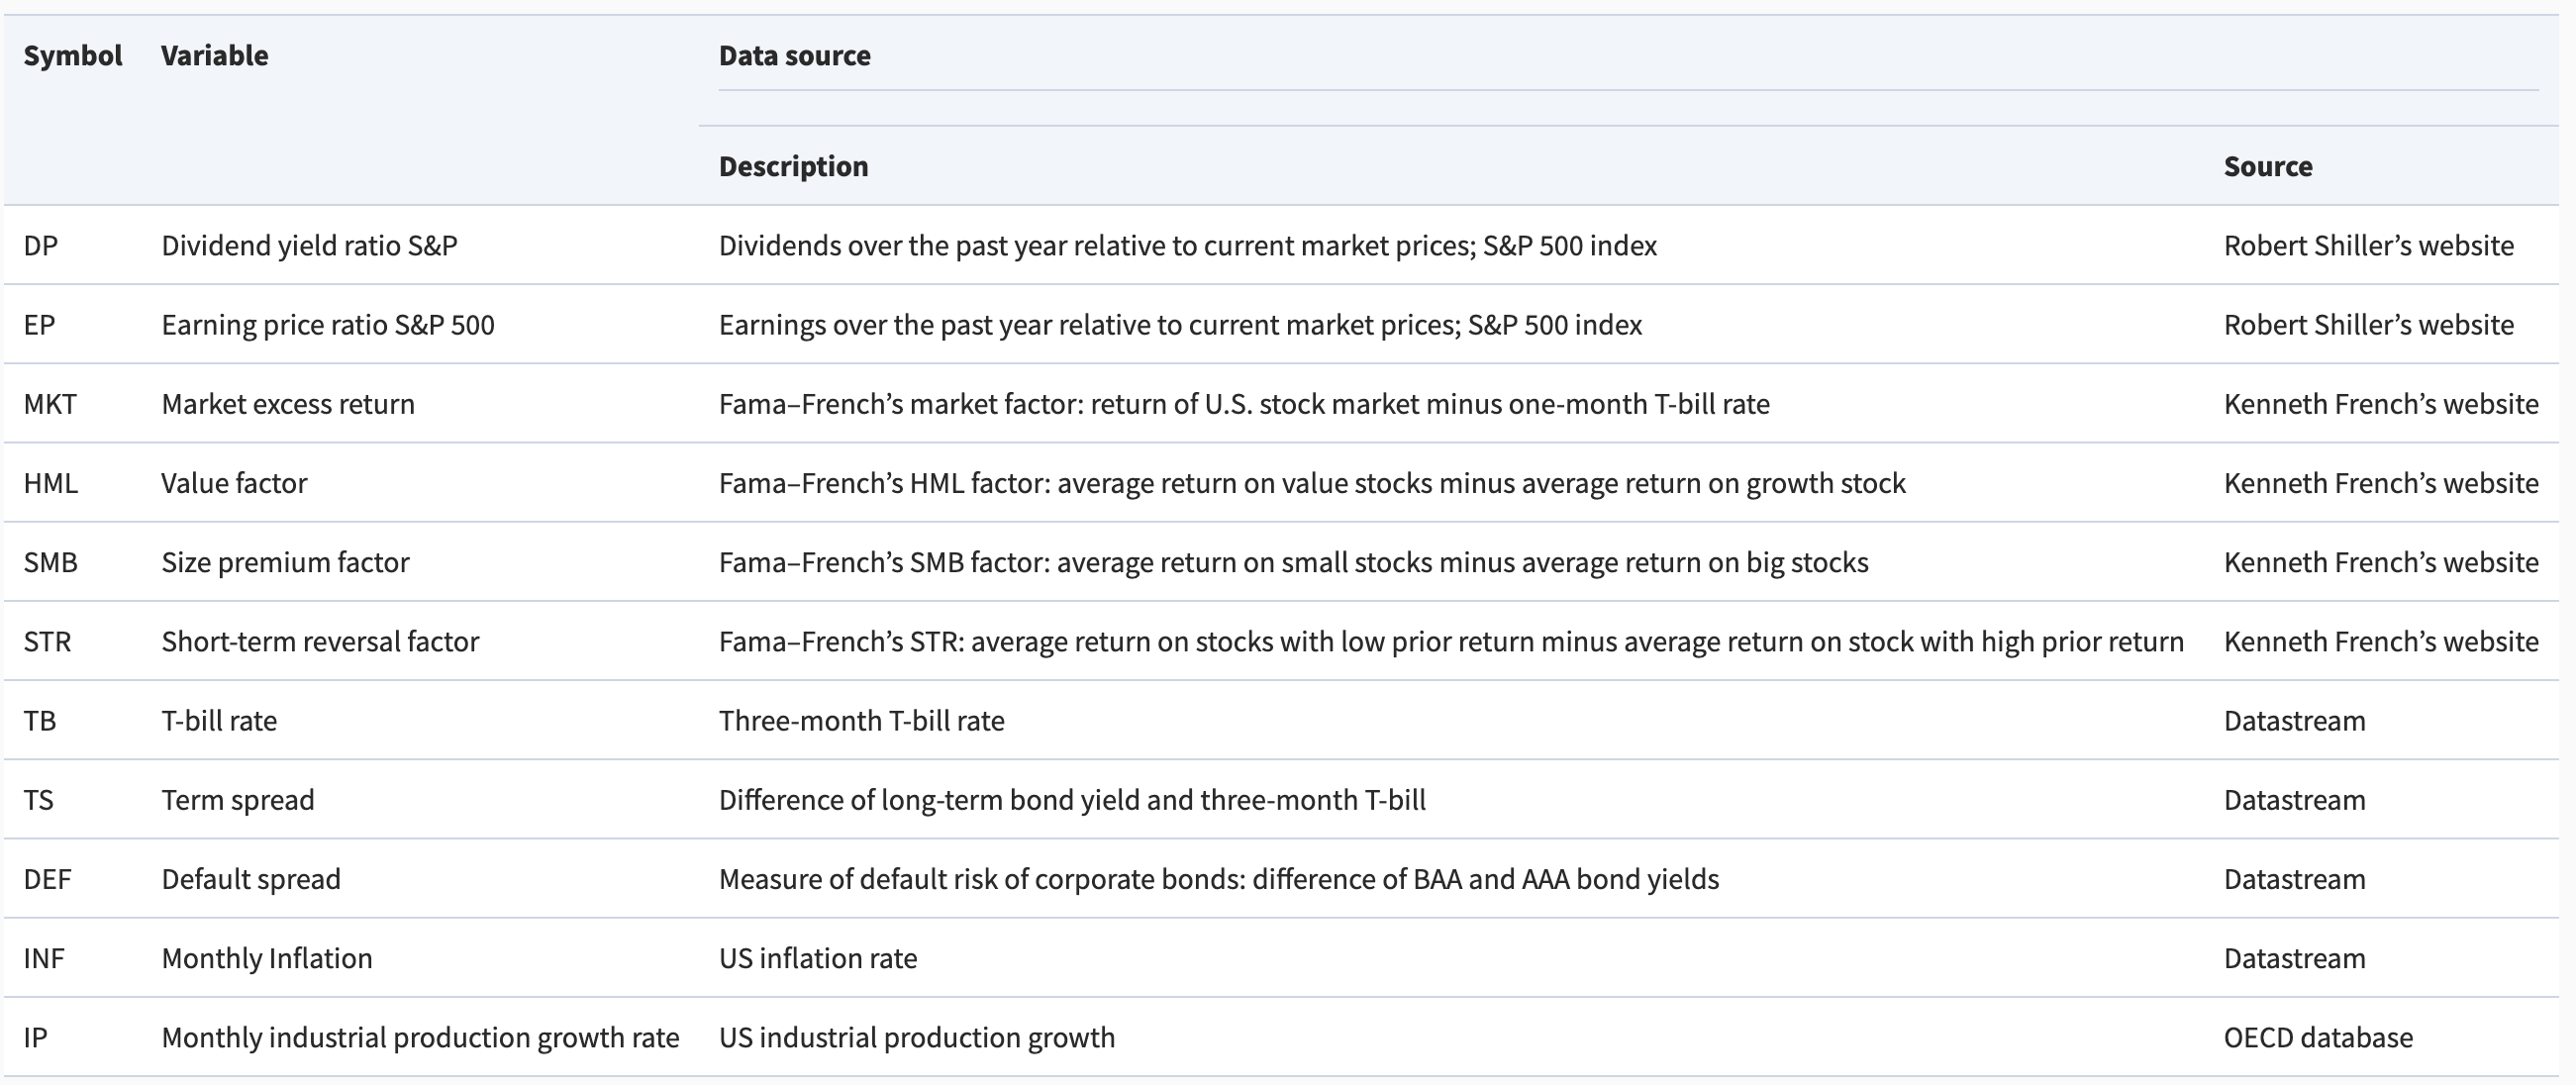 Symbol Variable Data source
Description Source
DP Dividend yield ratio S&P Dividends over the past year relative to current market prices; S&P 500 index Robert Shiller’s website
EP Earning price ratio S&P 500 Earnings over the past year relative to current market prices; S&P 500 index Robert Shiller’s website
MKT Market excess return Fama–French’s market factor: return of U.S. stock market minus one-month T-bill rate Kenneth French’s website
HML Value factor Fama–French’s HML factor: average return on value stocks minus average return on growth stock Kenneth French’s website
SMB Size premium factor Fama–French’s SMB factor: average return on small stocks minus average return on big stocks Kenneth French’s website
STR Short-term reversal factor Fama–French’s STR: average return on stocks with low prior return minus average return on stock with high prior return Kenneth French’s website
TB T-bill rate Three-month T-bill rate Datastream
TS Term spread Difference of long-term bond yield and three-month T-bill Datastream
DEF Default spread Measure of default risk of corporate bonds: difference of BAA and AAA bond yields Datastream
INF Monthly Inflation US inflation rate Datastream
IP Monthly industrial production growth rate US industrial production growth OECD database